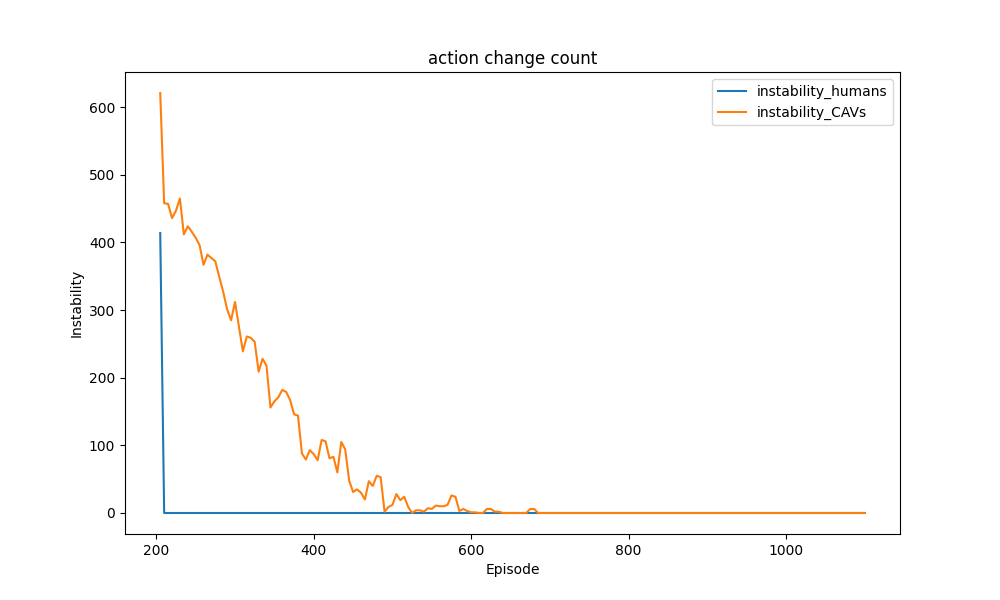 action change count
instability_humans
instability_CAVs
600
500
400
300
200
100
0
Instability
200
400
600
800
1000
Episode